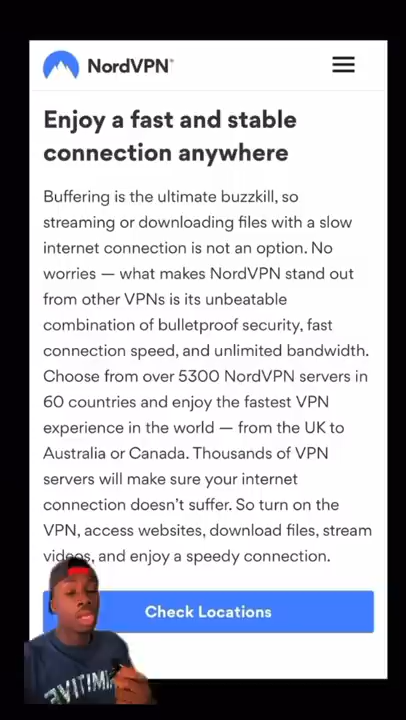 NordVPN®
Enjoy a fast and stable
connection anywhere
Buffering is the ultimate buzzkill, so
streaming or downloading files with a slow
internet connection is not an option. No
worries — what makes NordVPN stand out
from other VPNs is its unbeatable
combination of bulletproof security, fast
connection speed, and unlimited bandwidth.
Choose from over 5300 NordVPN servers in
60 countries and enjoy the fastest VPN
experience in the world — from the UK to
Australia or Canada. Thousands of VPN
servers will make sure your internet
connection doesn't suffer. So turn on the
VPN, access websites, download files, stream
videos, and enjoy a speedy connection.
Check Locations